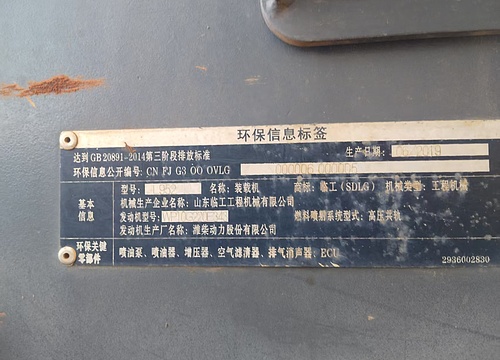 环保信息标签
达到GB20891-2014第三阶段排放标准 生产日期: 2018
环保信息公开编号: CN FJ G3 OO OVLG 000006 000006
基本信息
型号: 名称: 装载机 商标: 临工(SDLG) 机械类型: 工程机械
机械生产企业名称: 山东临工工程机械有限公司
发动机型号: 燃料喷射系统型式: 高压共轨
发动机生产厂名称: 潍柴动力股份有限公司
环保关键零部件
喷油泵、喷油器、增压器、空气滤清器、排气消声器、ECU
2936002830